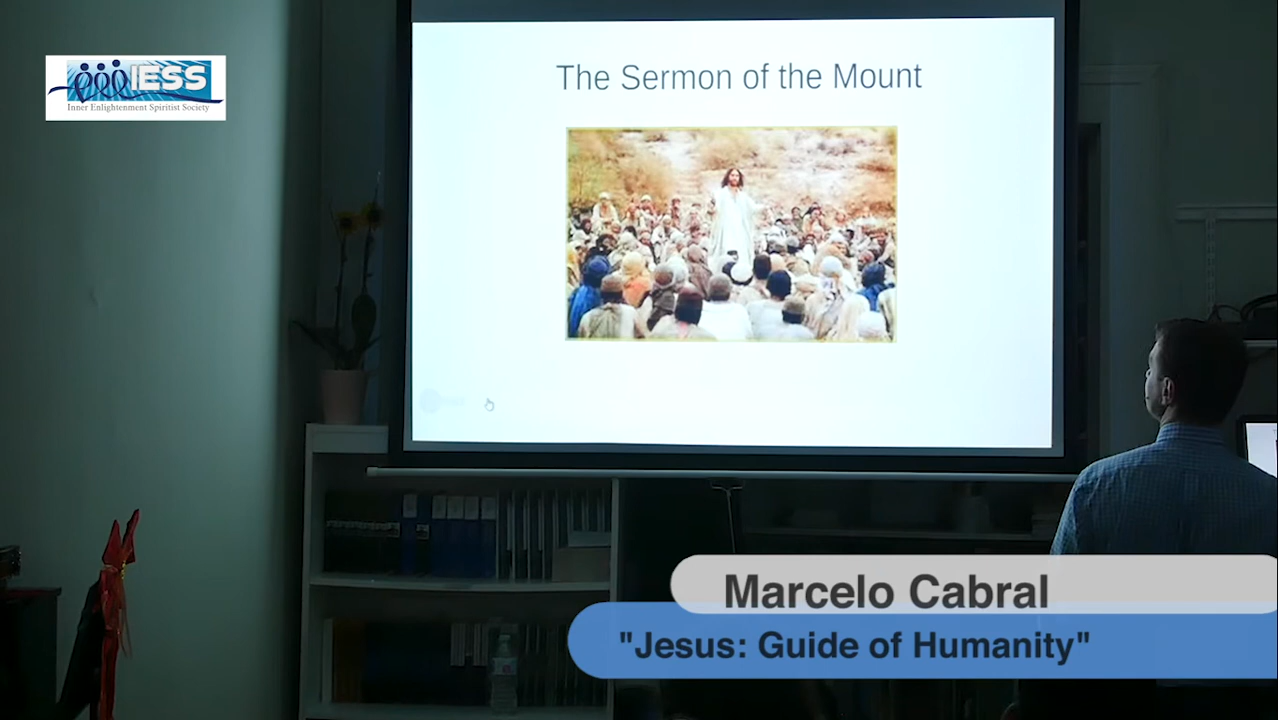 IESS
Inner Enlightenment Spiritist Society
The Sermon of the Mount
Marcelo Cabral
"Jesus: Guide of Humanity"